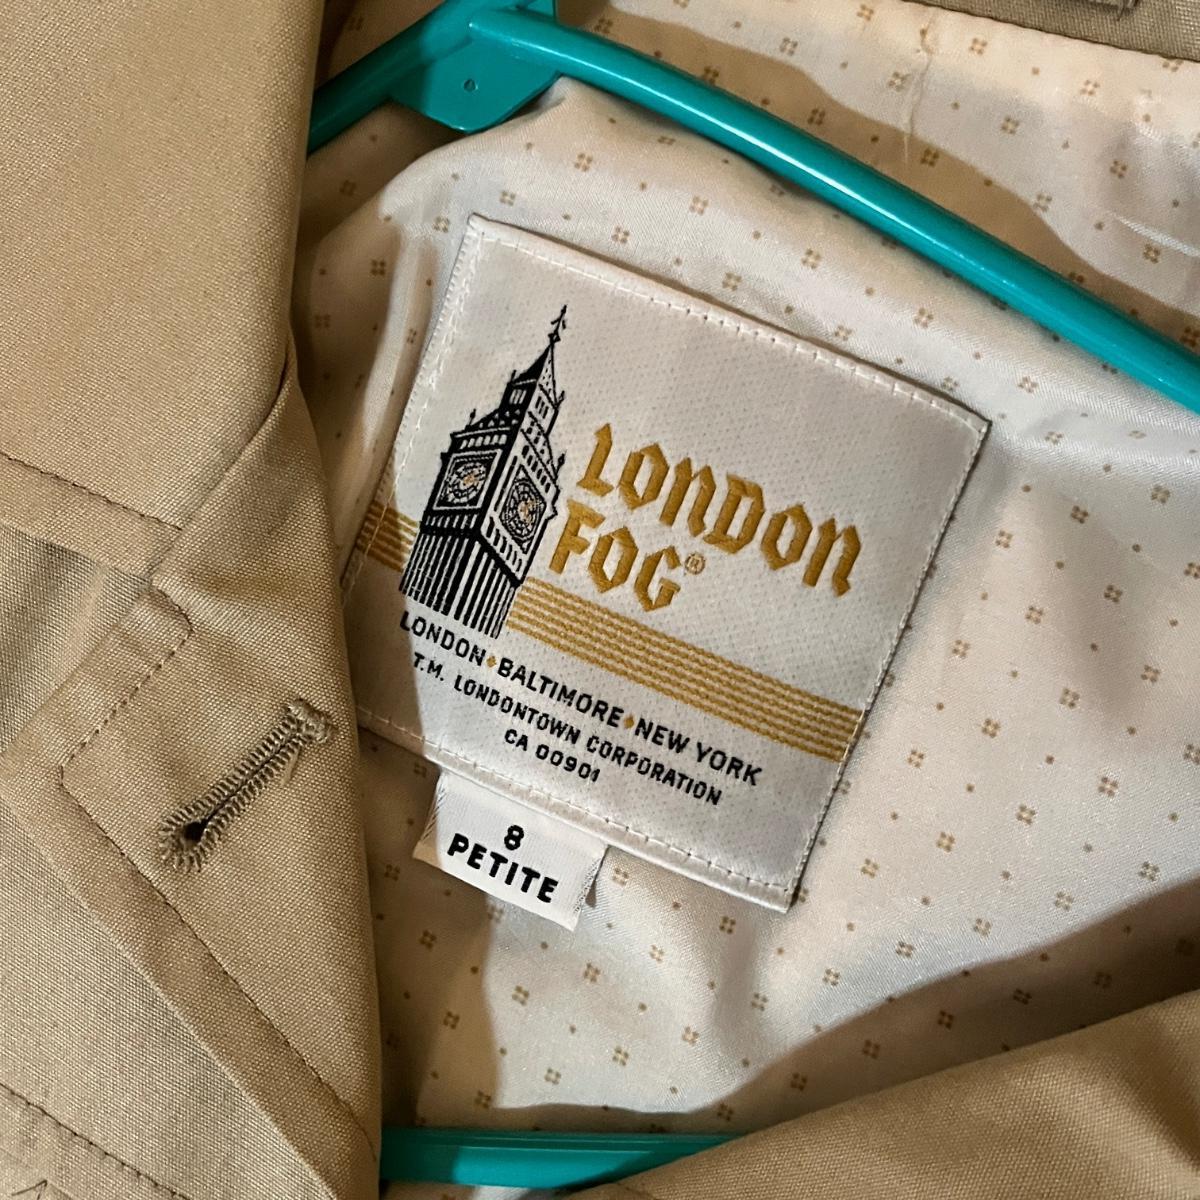 LONDON
FOG®
LONDON♦BALTIMORE♦NEW YORK
T.M. LONDONTOWN CORPORATION
CA 00901
8
PETITE